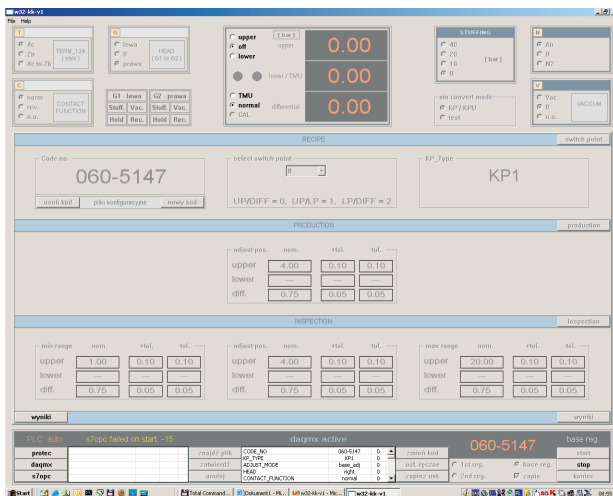 w32-kk-v1
File Help
T
4c
2b
4c to 2b
TERM_124
( stsix )
G
lewa
0
prawa
HEAD
( 01 or 02 )
C
norm
rev.
n.u.
CONTACT
FUNCTION
G1 - lewa G2 - prawa
Stuff. Vac. Stuff. Vac.
Hold Rec. Hold Rec.
upper [ bar ]
off upper 0.00
lower
lower / TMU 0.00
TMU
normal differential 0.00
CAL.
STUFFING
40
20
10
0
[ bar ]
ain convert mode
KP / KPU
test
N
Air
0
N2
V
Vac
0
n.u.
VACCUM
RECIPE switch point
Code no.
060-5147
usuń kod pliki konfiguracyjne nowy kod
select switch point
0
UP/DIFF = 0, UP/LP = 1, LP/DIFF = 2
KP_Type
KP1
PRODUCTION production
adjust pos. nom. +tol. -tol.
upper 4.00 0.10 0.10
lower --- --- ---
diff. 0.75 0.05 0.05
INSPECTION inspection
min range nom. +tol. -tol.
upper 1.00 0.10 0.10
lower --- --- ---
diff. 0.75 0.05 0.05
adjust pos. nom. +tol. -tol.
upper 4.00 0.10 0.10
lower --- --- ---
diff. 0.75 0.05 0.05
max range nom. +tol. -tol.
upper 20.00 0.10 0.10
lower --- --- ---
diff. 0.75 0.05 0.05
wyniki wyniki
PLC: auto s7opc failed on start: -15 daqmx active 060-5147 base reg.
protec
daqmx
s7opc
znajdź plik
zatwierdź
anuluj
CODE_NO 060-5147 0
KP_TYPE KP1 0
ADJUST_MODE base_adj 0
HEAD right 0
CONTACT_FUNCTION normal 0
zmień kod
ust. ręczne
zapisz ust.
1st reg.
2nd reg.
base reg.
zapis
start
stop
koniec
Start
Total Command...
Dokument1 - Mi...
w32-kk-v1 - Mic...
w32-kk-v1